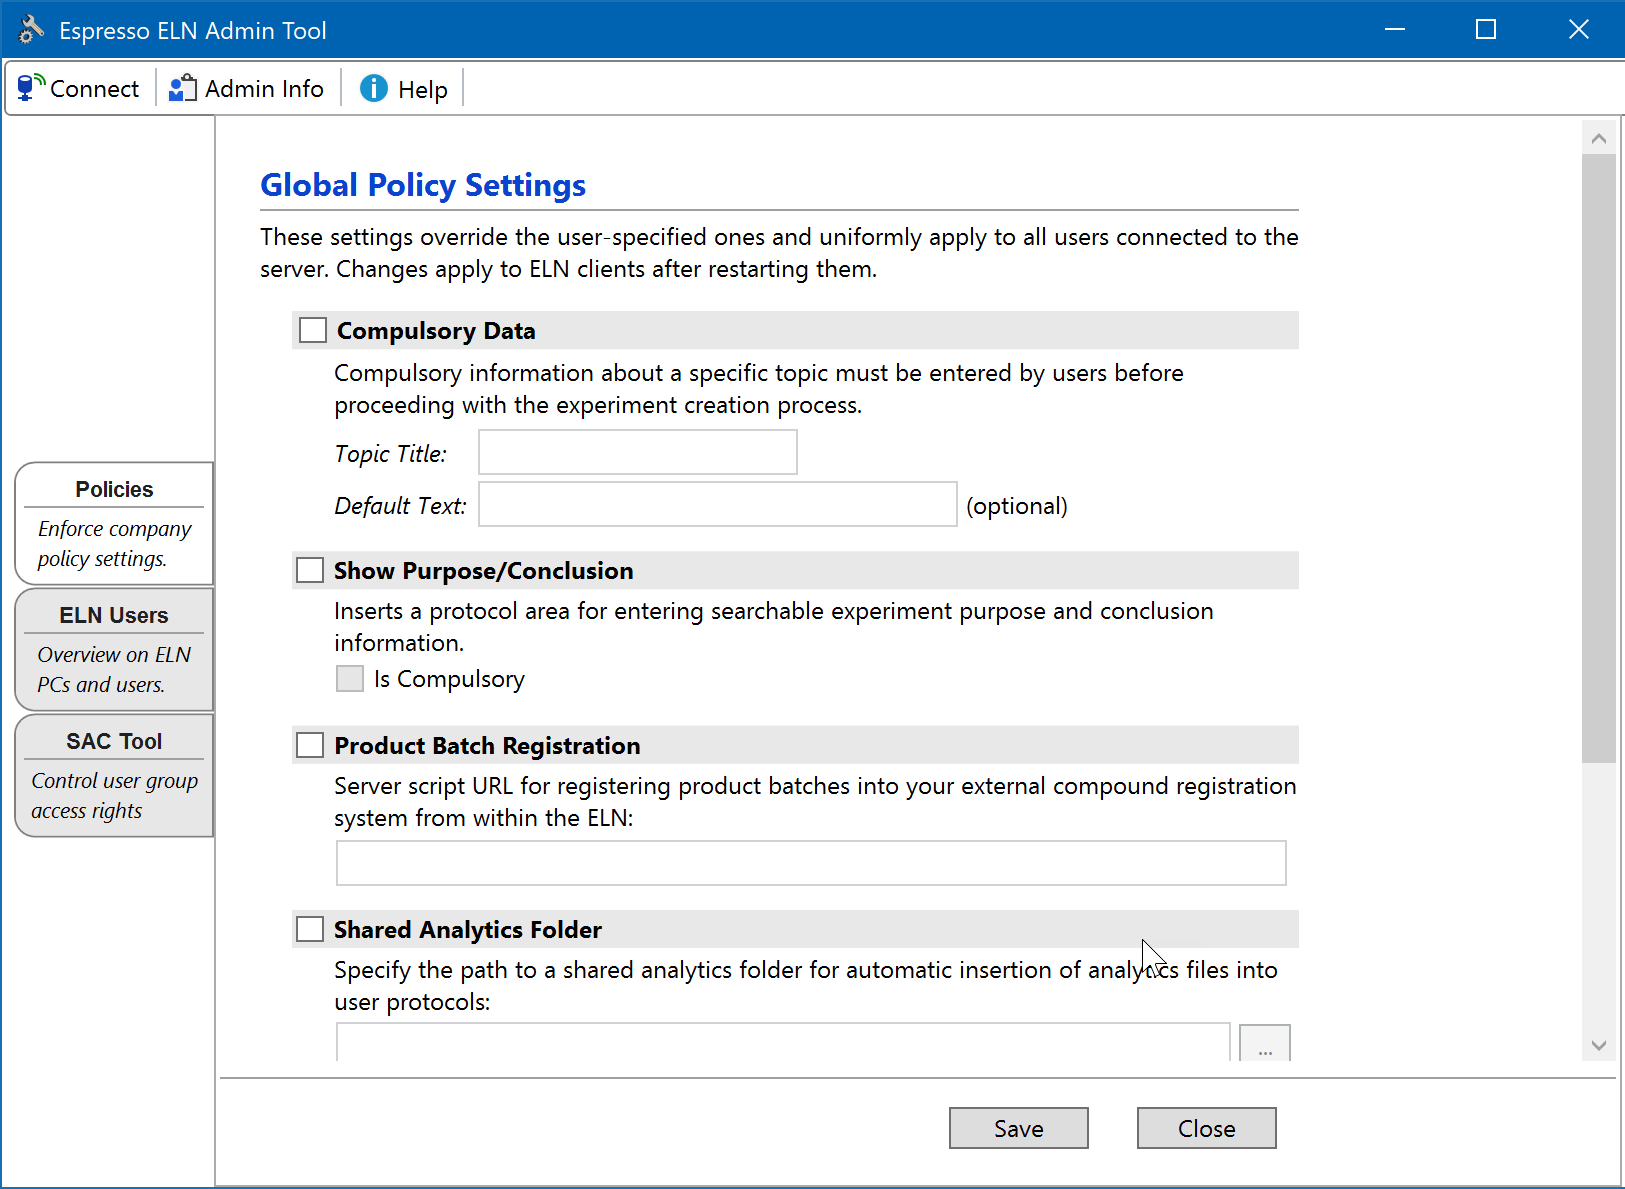 Espresso ELN Admin Tool
Connect
Admin Info
Help
Global Policy Settings
These settings override the user-specified ones and uniformly apply to all users connected to the
server. Changes apply to ELN clients after restarting them.
Compulsory Data
Compulsory information about a specific topic must be entered by users before
proceeding with the experiment creation process.
Topic Title:
Default Text:
(optional)
Show Purpose/Conclusion
Inserts a protocol area for entering searchable experiment purpose and conclusion
information.
Is Compulsory
Product Batch Registration
Server script URL for registering product batches into your external compound registration
system from within the ELN:
Shared Analytics Folder
Specify the path to a shared analytics folder for automatic insertion of analytics files into
user protocols:
...
Policies
Enforce company
policy settings.
ELN Users
Overview on ELN
PCs and users.
SAC Tool
Control user group
access rights
Save
Close